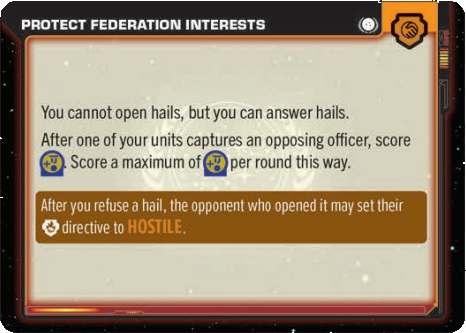 PROTECT FEDERATION INTERESTS
You cannot open hails, but you can answer hails.
After one of your units captures an opposing officer, score
. Score a maximum of per round this way.
After you refuse a hail, the opponent who opened it may set their
directive to HOSTILE.